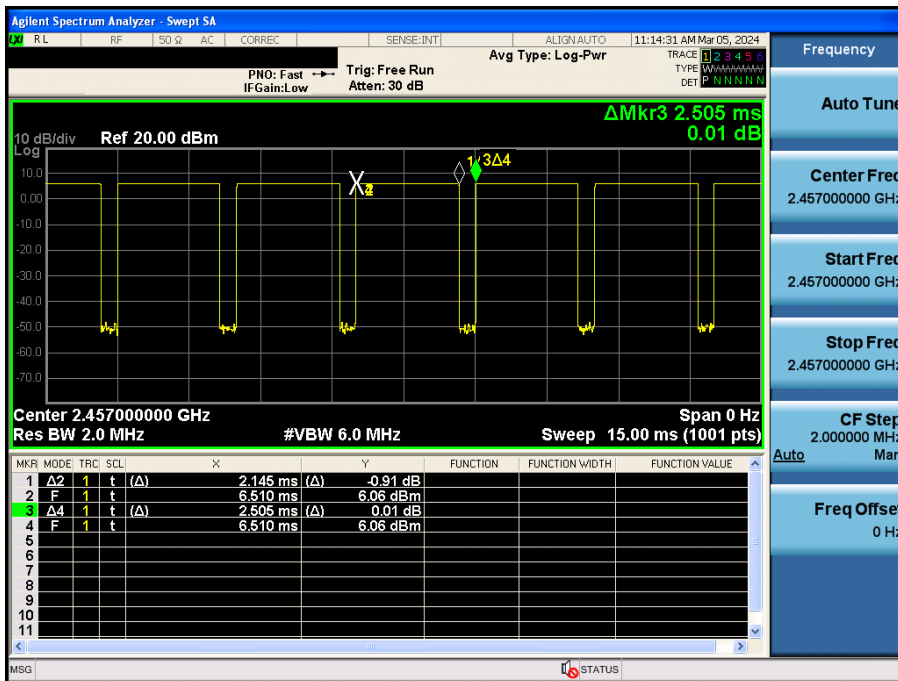 Agilent Spectrum Analyzer - Swept SA
LXI RL RF 50 Ω AC CORREC SENSE:INT ALIGN AUTO 11:14:31 AM Mar 05, 2024
Frequency
Avg Type: Log-Pwr TRACE 1 2 3 4 5 6
PNO: Fast Trig: Free Run TYPE WWWWWW
IFGain:Low Atten: 30 dB DET P N N N N N
Auto Tune
ΔMkr3 2.505 ms
0.01 dB
10 dB/div Ref 20.00 dBm
Log
10.0
0.00
-10.0
-20.0
-30.0
-40.0
-50.0
-60.0
-70.0
3Δ4
Center Freq
2.457000000 GHz
Start Freq
2.457000000 GHz
Stop Freq
2.457000000 GHz
Center 2.457000000 GHz Span 0 Hz
Res BW 2.0 MHz #VBW 6.0 MHz Sweep 15.00 ms (1001 pts)
CF Step
2.000000 MHz
Auto Man
Freq Offset
0 Hz
MKR MODE TRC SCL X Y FUNCTION FUNCTION WIDTH FUNCTION VALUE
1 Δ2 1 t (Δ) 2.145 ms (Δ) -0.91 dB
2 F 1 t 6.510 ms 6.06 dBm
3 Δ4 1 t (Δ) 2.505 ms (Δ) 0.01 dB
4 F 1 t 6.510 ms 6.06 dBm
5
6
7
8
9
10
11
MSG STATUS